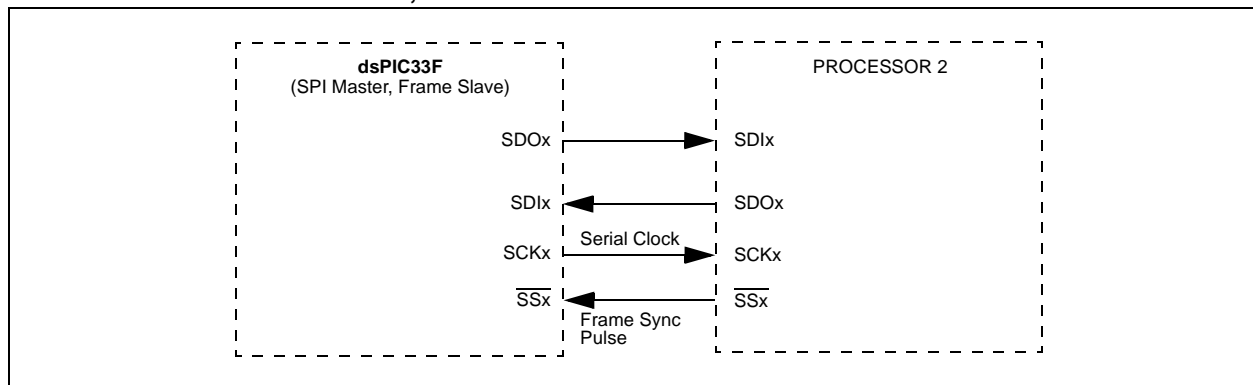 dsPIC33F
(SPI Master, Frame Slave)
PROCESSOR 2
SDOx
SDIx
SDIx
SDOx
SCKx
Serial Clock
SCKx
SSx
Frame Sync
Pulse
SSx